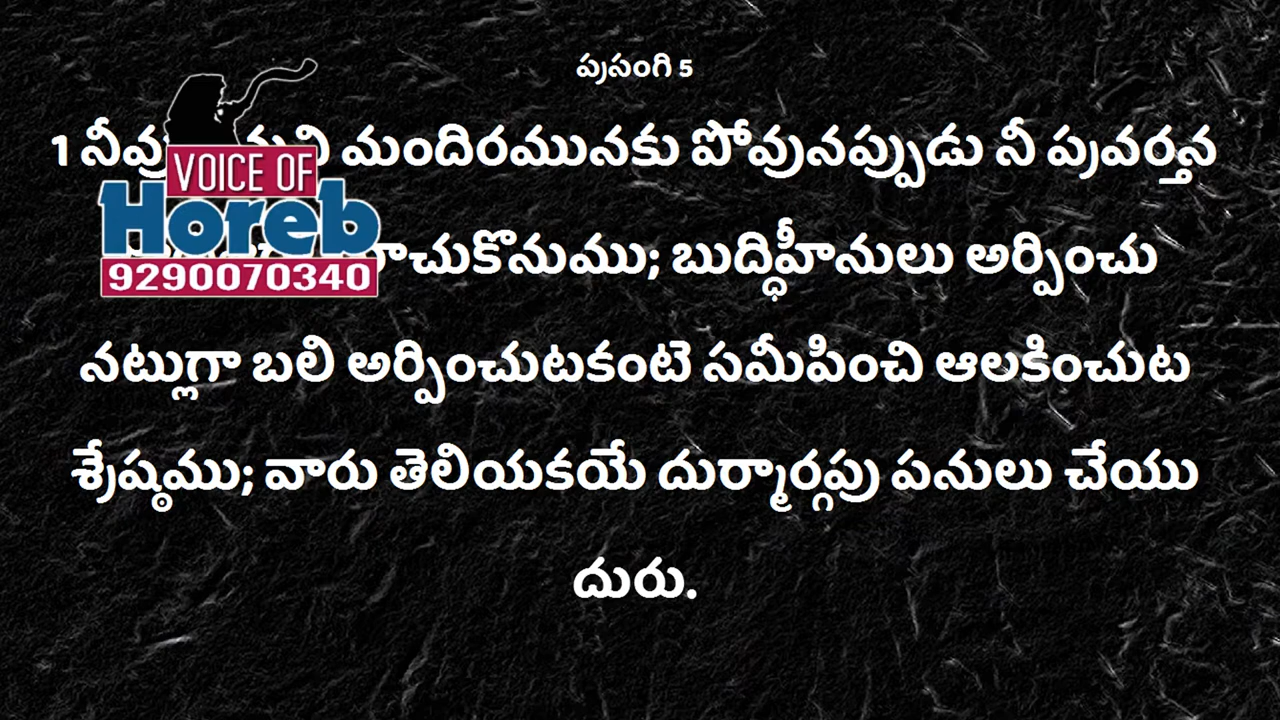 ప్రసంగి 5
1 మందిరమునకు పోవునప్పుడు నీ ప్రవర్తన
VOICE OF
Horeb
బుద్ధిహీనులు అర్పించు
9290070340
నట్లుగా బలి అర్పించుటకంటె సమీపించి ఆలకించుట
శ్రేష్ఠము; వారు తెలియకయే దుర్మార్గపు పనులు చేయు
దురు.